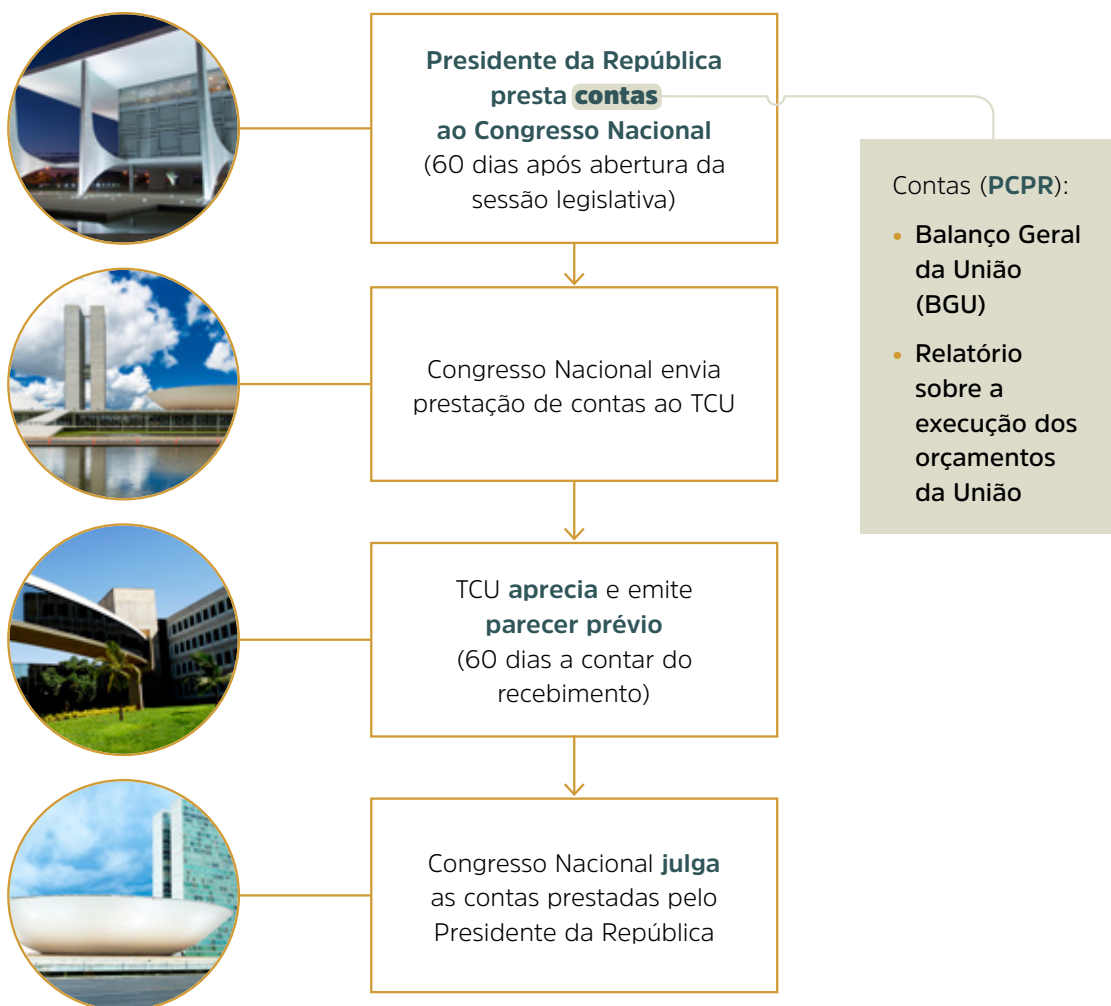 Presidente da República
presta contas
ao Congresso Nacional
(60 dias após abertura da
sessão legislativa)
Contas (PCPR):
• Balanço Geral
da União
(BGU)
• Relatório
sobre a
execução dos
orçamentos
da União
Congresso Nacional envia
prestação de contas ao TCU
TCU aprecia e emite
parecer prévio
(60 dias a contar do
recebimento)
Congresso Nacional julga
as contas prestadas pelo
Presidente da República